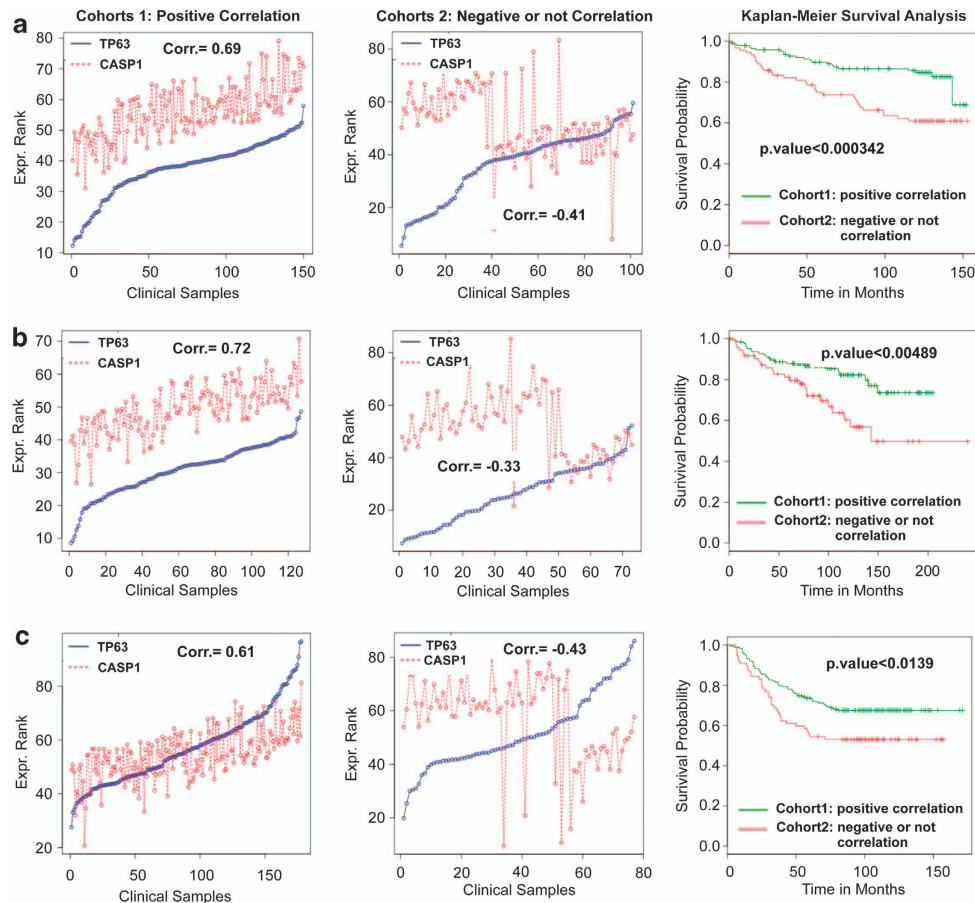 Cohorts 1: Positive Correlation
Cohorts 2: Negative or not Correlation
Kaplan-Meier Survival Analysis
a
TP63
CASP1
Corr.= 0.69
Expr. Rank
80
70
60
50
40
30
20
10
0
50
100
150
Clinical Samples
TP63
CASP1
Corr.= -0.41
Expr. Rank
80
60
40
20
0
20
40
60
80
100
Clinical Samples
p.value<0.000342
Cohort1: positive correlation
Cohort2: negative or not
correlation
Surivival Probability
1.0
0.8
0.6
0.4
0.2
0.0
0
50
100
150
Time in Months
b
TP63
CASP1
Corr.= 0.72
Expr. Rank
70
60
50
40
30
20
10
0
20
40
60
80
100
120
Clinical Samples
TP63
CASP1
Corr.= -0.33
Expr. Rank
80
60
40
20
0
10
20
30
40
50
60
70
Clinical Samples
p.value<0.00489
Cohort1: positive correlation
Cohort2: negative or not
correlation
Survival Probability
1.0
0.8
0.6
0.4
0.2
0.0
0
50
100
150
200
Time in Months
c
TP63
CASP1
Corr.= 0.61
Expr. Rank
80
60
40
20
0
50
100
150
Clinical Samples
TP63
CASP1
Corr.= -0.43
Expr. Rank
80
60
40
20
0
20
40
60
80
Clinical Samples
p.value<0.0139
Cohort1: positive correlation
Cohort2: negative or not
correlation
Survival Probability
1.0
0.8
0.6
0.4
0.2
0.0
0
50
100
150
Time in Months